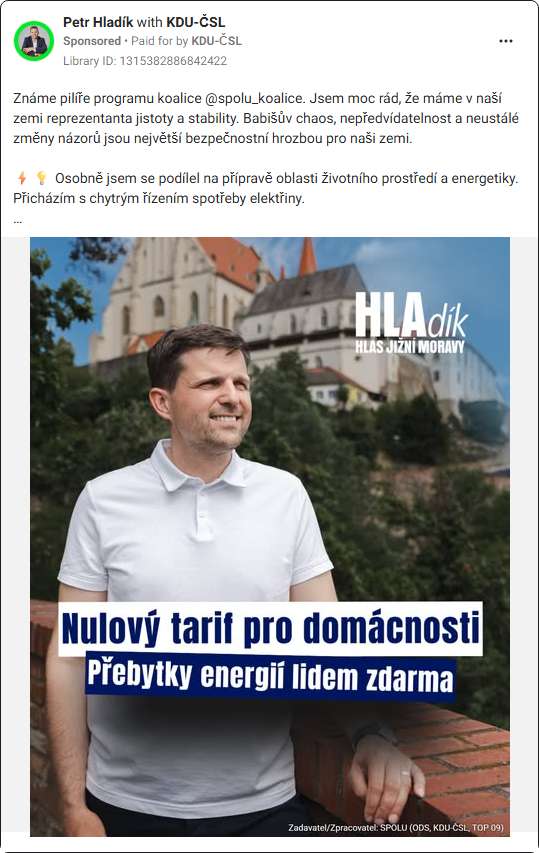 Petr Hladík with KDU-ČSL
Sponsored • Paid for by KDU-ČSL
Library ID: 1315382886842422
Známe pilíře programu koalice @spolu_koalice. Jsem moc rád, že máme v naší
zemi reprezentanta jistoty a stability. Babišův chaos, nepředvídatelnost a neustálé
změny názorů jsou největší bezpečnostní hrozbou pro naši zemi.
Osobně jsem se podílel na přípravě oblasti životního prostředí a energetiky.
Přicházím s chytrým řízením spotřeby elektřiny.
...
HLAdík
HLAS JIŽNÍ MORAVY
Nulový tarif pro domácnosti
Přebytky energií lidem zdarma
Zadavatel/Zpracovatel: SPOLU (ODS, KDU-ČSL, TOP 09)